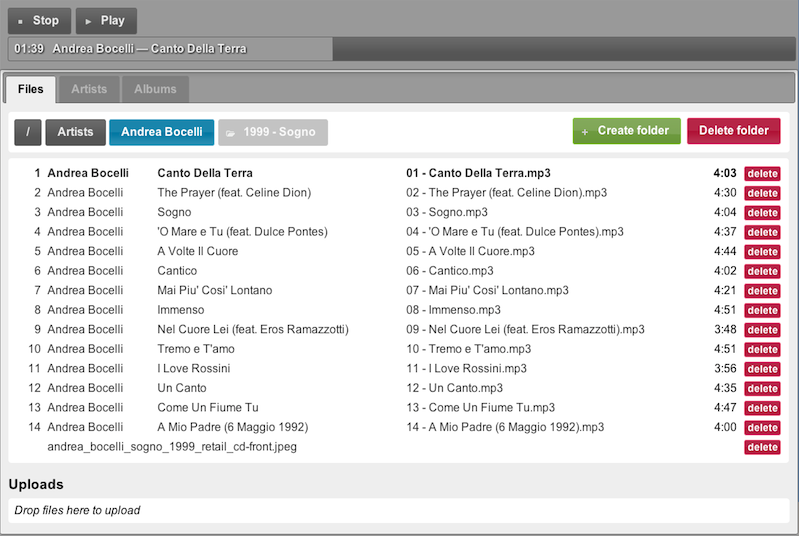 Stop Play
01:39 Andrea Bocelli — Canto Della Terra
Files Artists Albums
/ Artists Andrea Bocelli 1999 - Sogno + Create folder Delete folder
1 Andrea Bocelli Canto Della Terra 01 - Canto Della Terra.mp3 4:03 delete
2 Andrea Bocelli The Prayer (feat. Celine Dion) 02 - The Prayer (feat. Celine Dion).mp3 4:30 delete
3 Andrea Bocelli Sogno 03 - Sogno.mp3 4:04 delete
4 Andrea Bocelli 'O Mare e Tu (feat. Dulce Pontes) 04 - 'O Mare e Tu (feat. Dulce Pontes).mp3 4:37 delete
5 Andrea Bocelli A Volte Il Cuore 05 - A Volte Il Cuore.mp3 4:44 delete
6 Andrea Bocelli Cantico 06 - Cantico.mp3 4:02 delete
7 Andrea Bocelli Mai Piu' Cosi' Lontano 07 - Mai Piu' Cosi' Lontano.mp3 4:21 delete
8 Andrea Bocelli Immenso 08 - Immenso.mp3 4:51 delete
9 Andrea Bocelli Nel Cuore Lei (feat. Eros Ramazzotti) 09 - Nel Cuore Lei (feat. Eros Ramazzotti).mp3 3:48 delete
10 Andrea Bocelli Tremo e T'amo 10 - Tremo e T'amo.mp3 4:51 delete
11 Andrea Bocelli I Love Rossini 11 - I Love Rossini.mp3 3:56 delete
12 Andrea Bocelli Un Canto 12 - Un Canto.mp3 4:35 delete
13 Andrea Bocelli Come Un Fiume Tu 13 - Come Un Fiume Tu.mp3 4:47 delete
14 Andrea Bocelli A Mio Padre (6 Maggio 1992) 14 - A Mio Padre (6 Maggio 1992).mp3 4:00 delete
andrea_bocelli_sogno_1999_retail_cd-front.jpeg delete
Uploads
Drop files here to upload